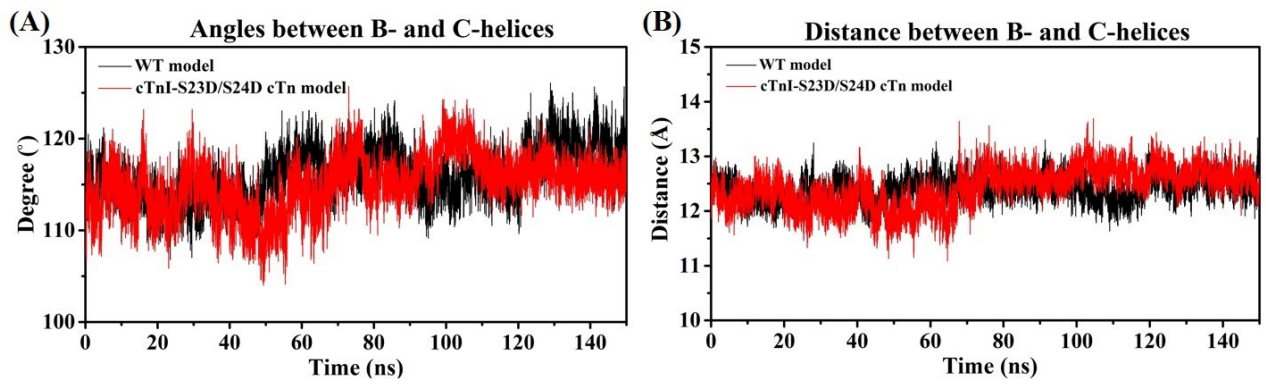 (A)
Angles between B- and C-helices
WT model
cTnI-S23D/S24D cTn model
Degree (°)
130
120
110
100
0 20 40 60 80 100 120 140
Time (ns)
(B)
Distance between B- and C-helices
WT model
cTnI-S23D/S24D cTn model
Distance (Å)
15
14
13
12
11
10
0 20 40 60 80 100 120 140
Time (ns)